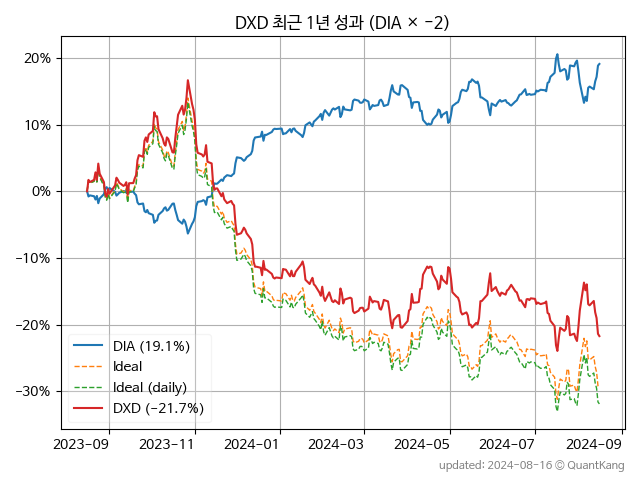 DXD 최근 1년 성과 (DIA × −2)
20%
10%
0%
−10%
−20%
−30%
DIA (19.1%)
Ideal
Ideal (daily)
DXD (−21.7%)
2023−09 2023−11 2024−01 2024−03 2024−05 2024−07 2024−09
updated: 2024−08−16 © QuantKang